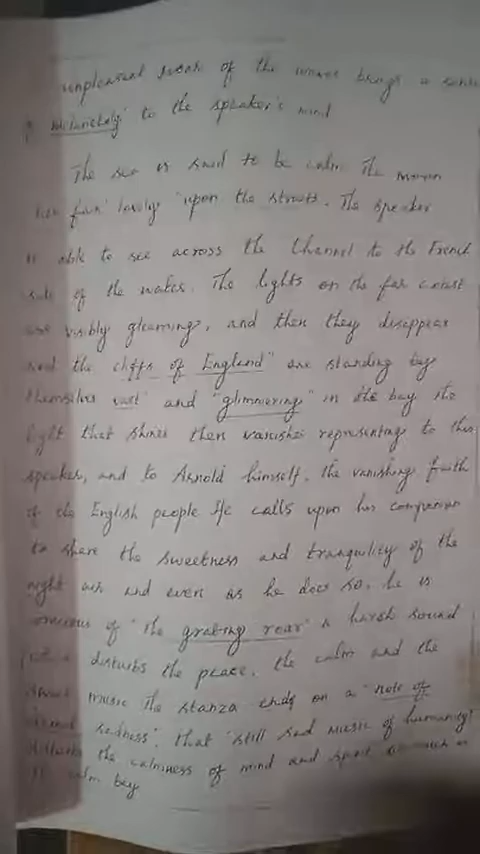 unpleasant sound of the waves brings a sense
of melancholy to the speaker's mind
The sea is said to be calm. The moon
lies fair" lovely "upon the straits. The speaker
is able to see across the Channel to the French
side of the water. The lights on the far coast
are visibly gleaming, and then they disappear
and the cliffs of England" are standing by
themselves vast" and "glimmering" in the bay the
light that shines then vanishes representing to this
speaker, and to Arnold himself, the vanishing faith
of the English people He calls upon his companion
to share the sweetness and tranquility of the
night air and even as he does so, he is
conscious of "the grating roar" a harsh sound
which disturbs the peace, the calm and the
sweet music the stanza ends on a "note of
sadness". that "still sad music of humanity"
disturbs the calmness of mind and spirit as much as
the calm bay